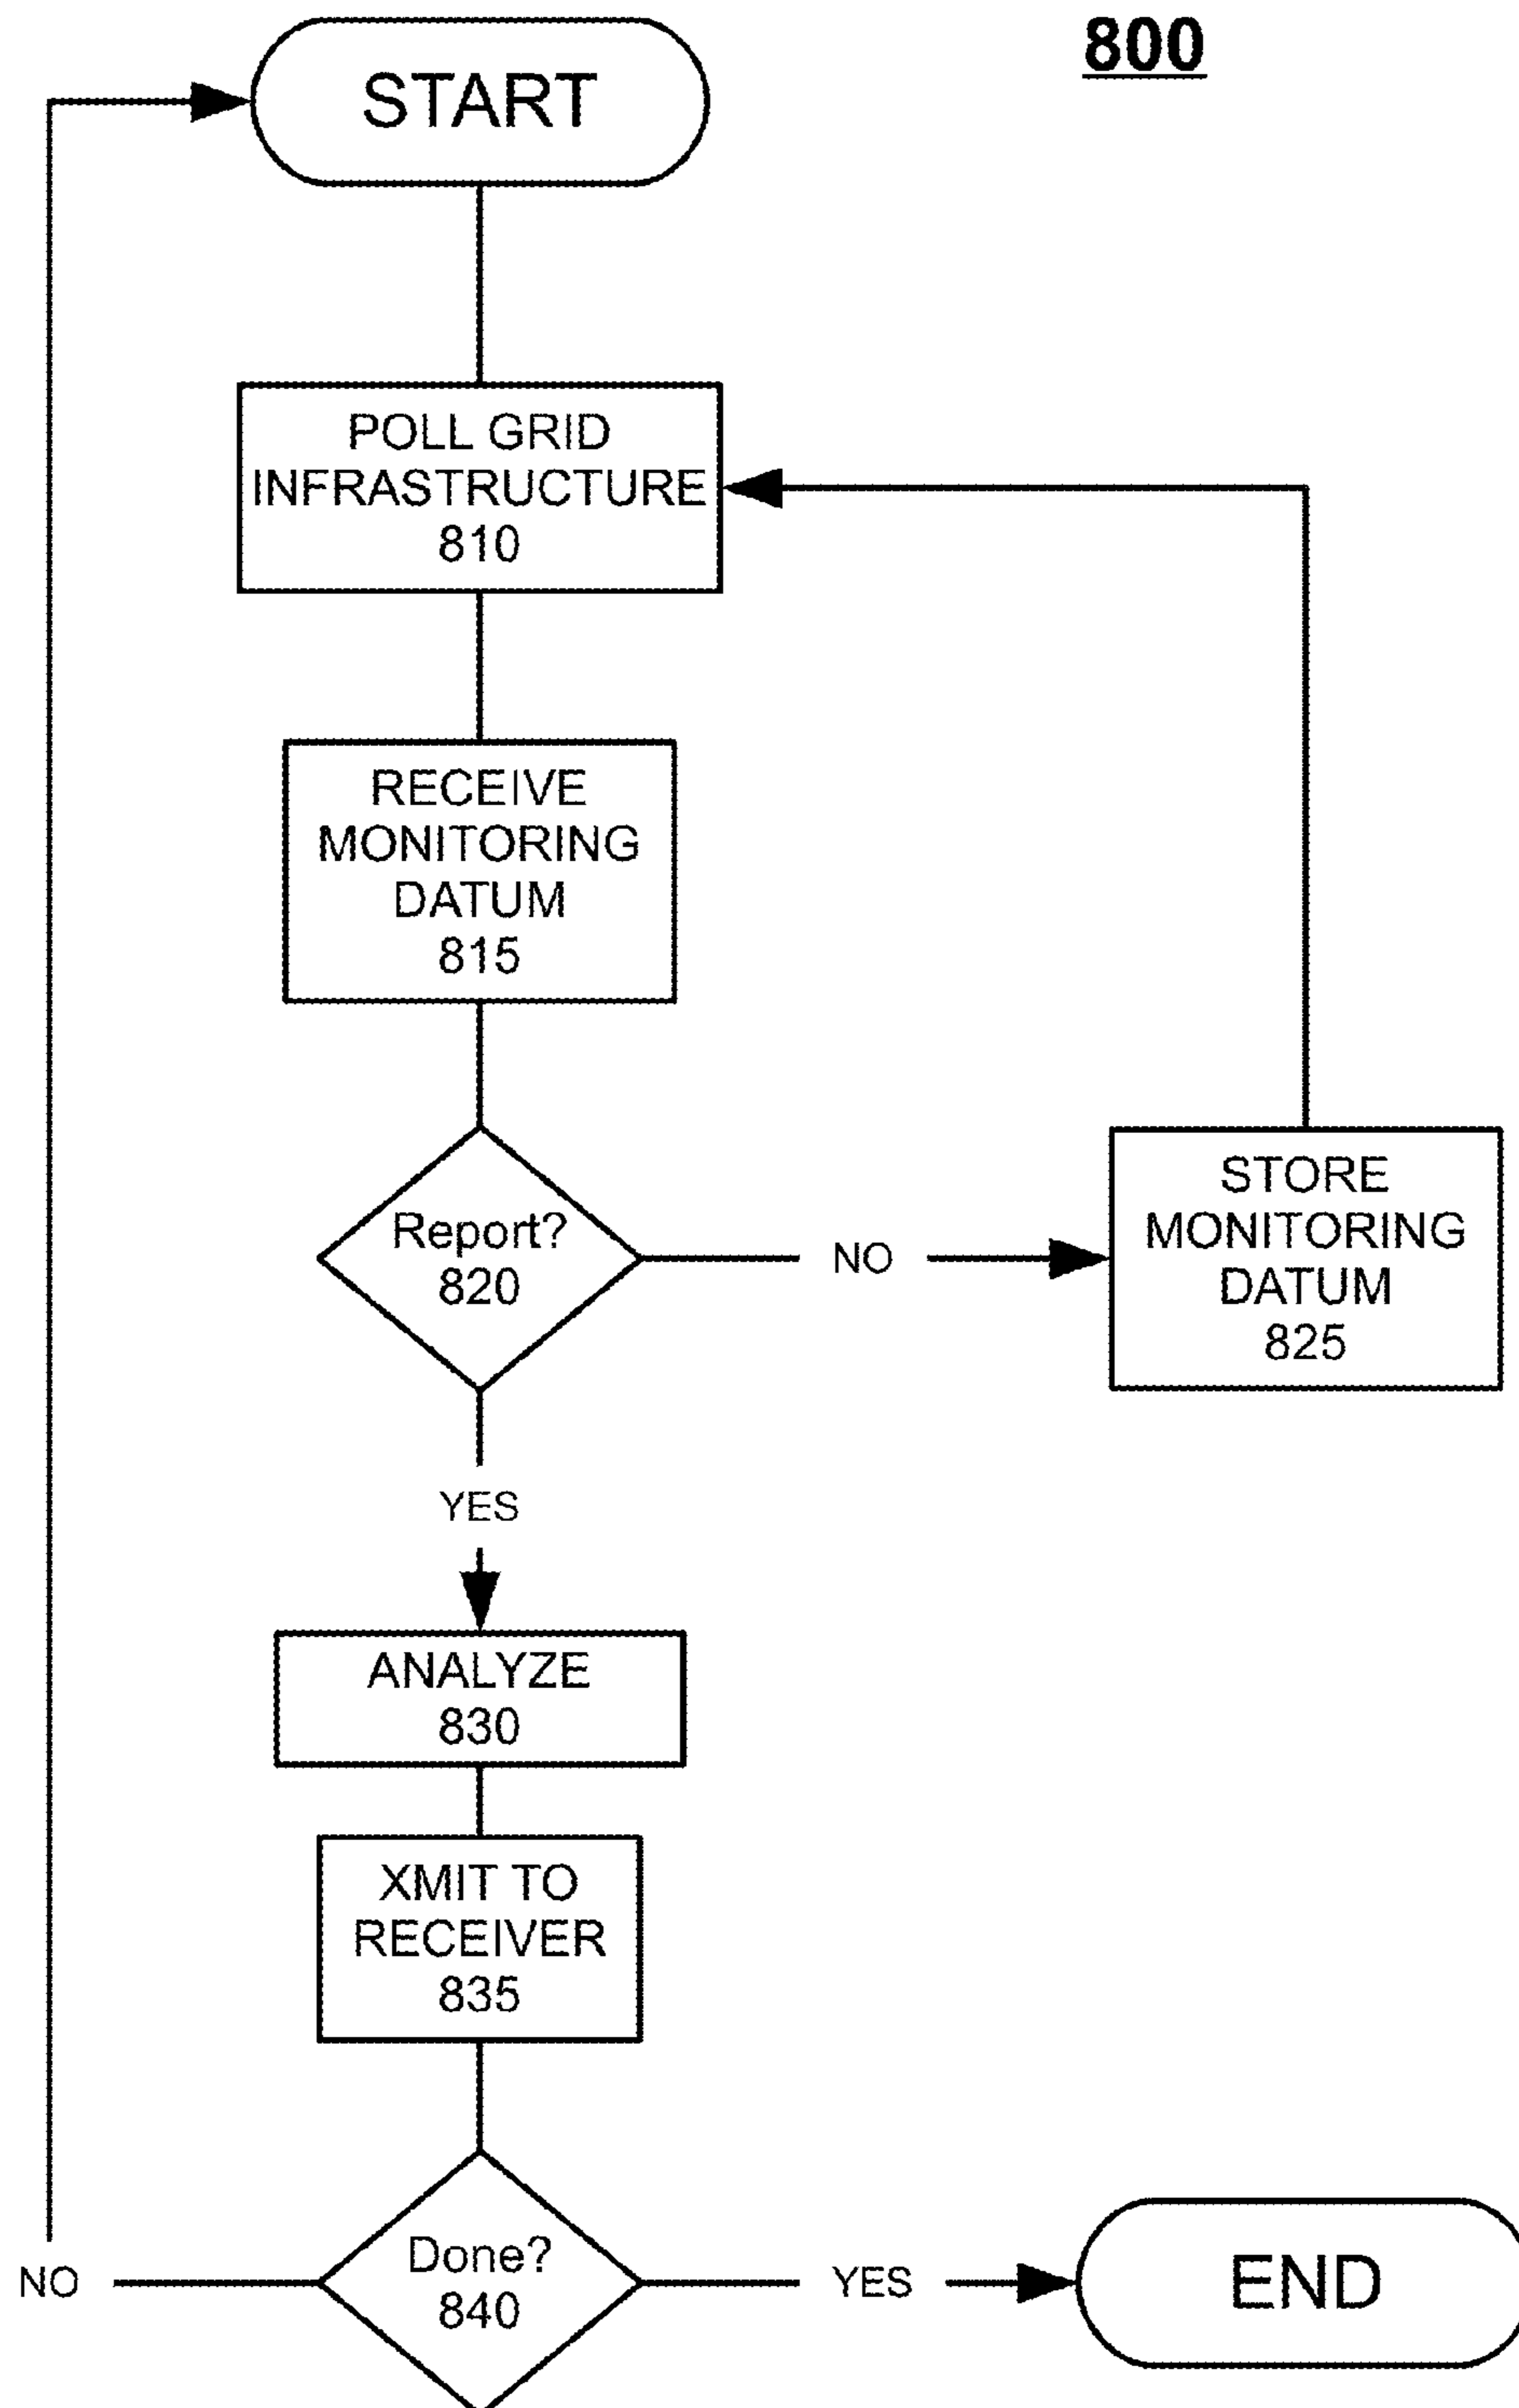 800
START
POLL GRID
INFRASTRUCTURE
810
RECEIVE
MONITORING
DATUM
815
Report?
820
NO
STORE
MONITORING
DATUM
825
YES
ANALYZE
830
XMIT TO
RECEIVER
835
Done?
840
NO
YES
END